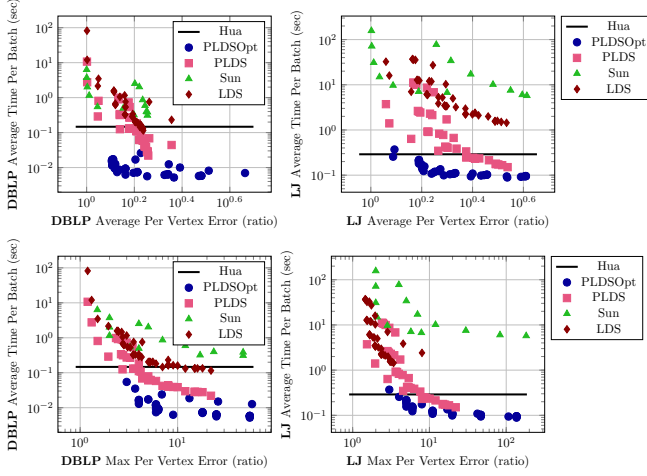 DBLP Average Time Per Batch (sec)
10^2
10^1
10^0
10^−1
10^−2
10^0
10^0.2
10^0.4
10^0.6
DBLP Average Per Vertex Error (ratio)
Hua
PLDSOpt
PLDS
Sun
LDS
LJ Average Time Per Batch (sec)
10^2
10^1
10^0
10^−1
10^0
10^0.2
10^0.4
10^0.6
LJ Average Per Vertex Error (ratio)
Hua
PLDSOpt
PLDS
Sun
LDS
DBLP Average Time Per Batch (sec)
10^2
10^1
10^0
10^−1
10^−2
10^0
10^1
DBLP Max Per Vertex Error (ratio)
Hua
PLDSOpt
PLDS
Sun
LDS
LJ Average Time Per Batch (sec)
10^2
10^1
10^0
10^−1
10^0
10^1
10^2
LJ Max Per Vertex Error (ratio)
Hua
PLDSOpt
PLDS
Sun
LDS